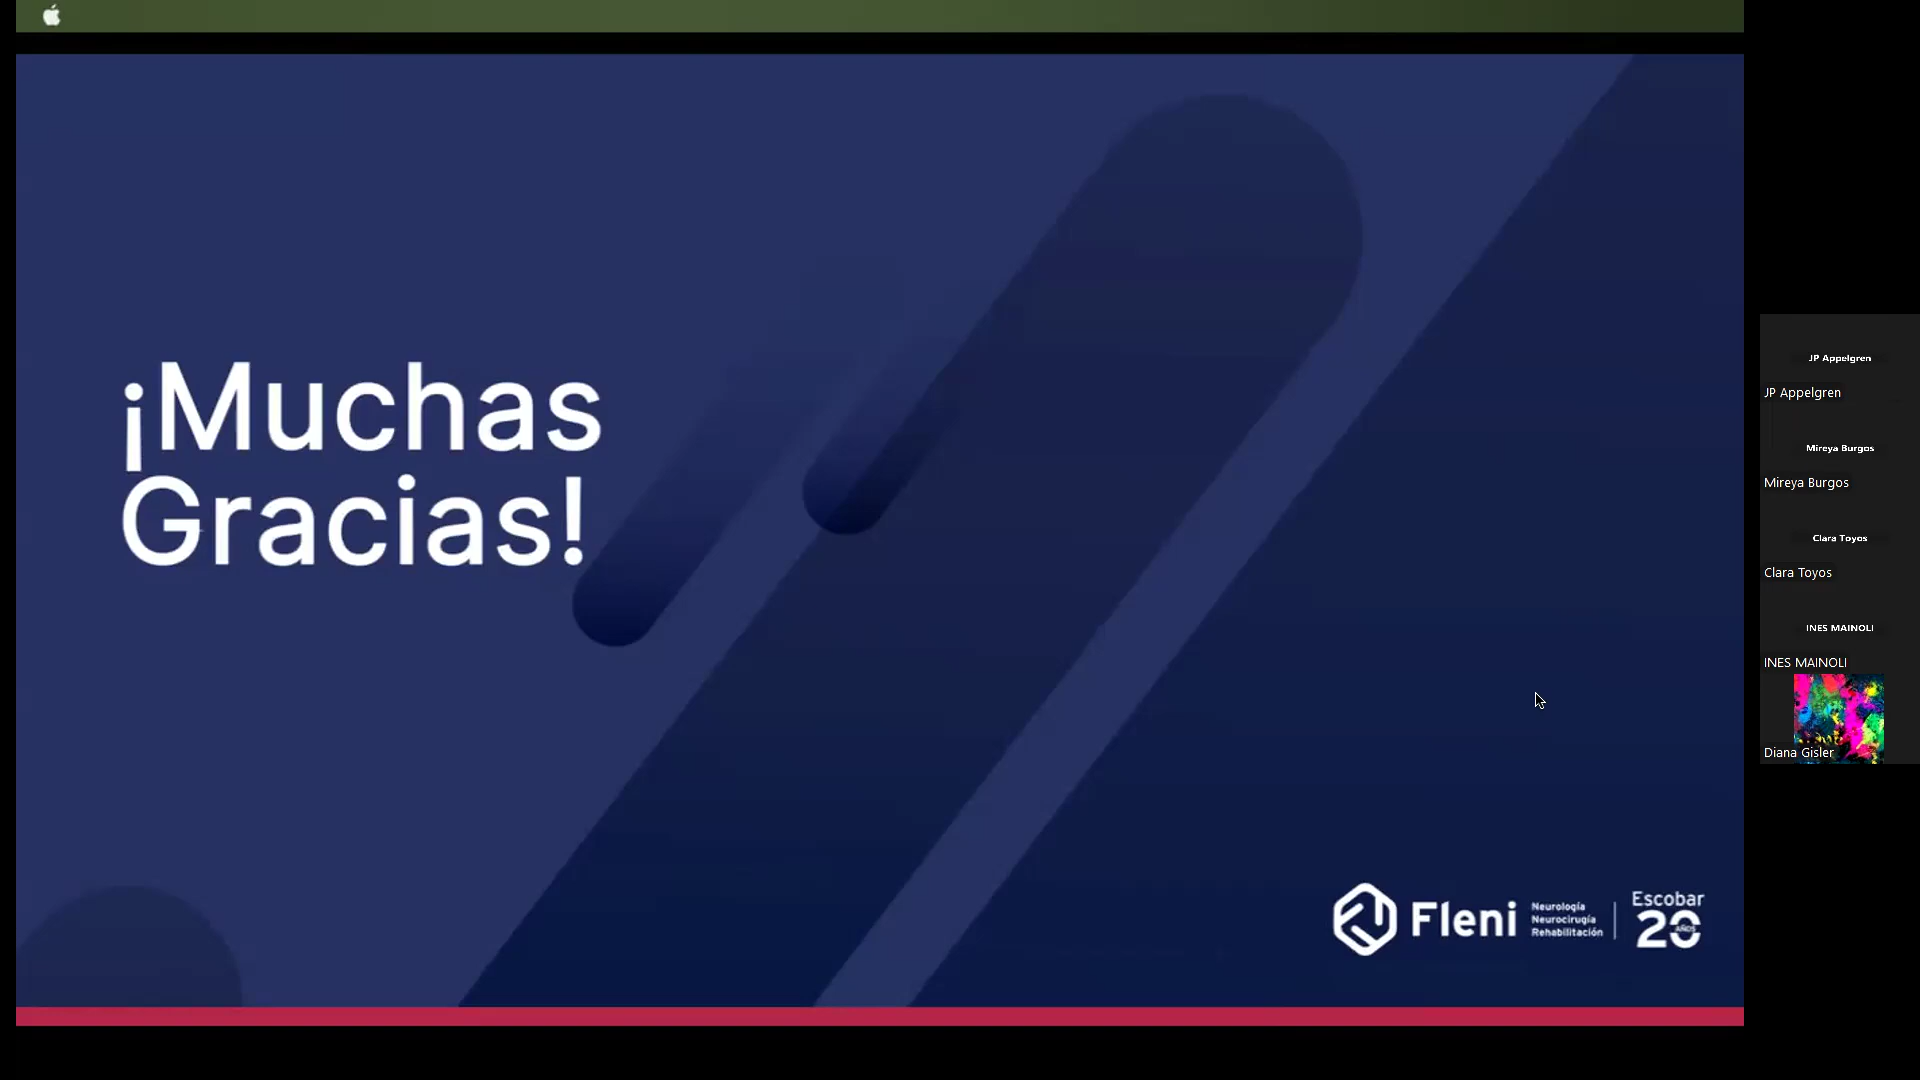 ¡Muchas
Gracias!
Fleni
Neurología
Neurocirugía
Rehabilitación
Escobar
20
AÑOS
JP Appelgren
JP Appelgren
Mireya Burgos
Mireya Burgos
Clara Toyos
Clara Toyos
INES MAINOLI
INES MAINOLI
Diana Gisler